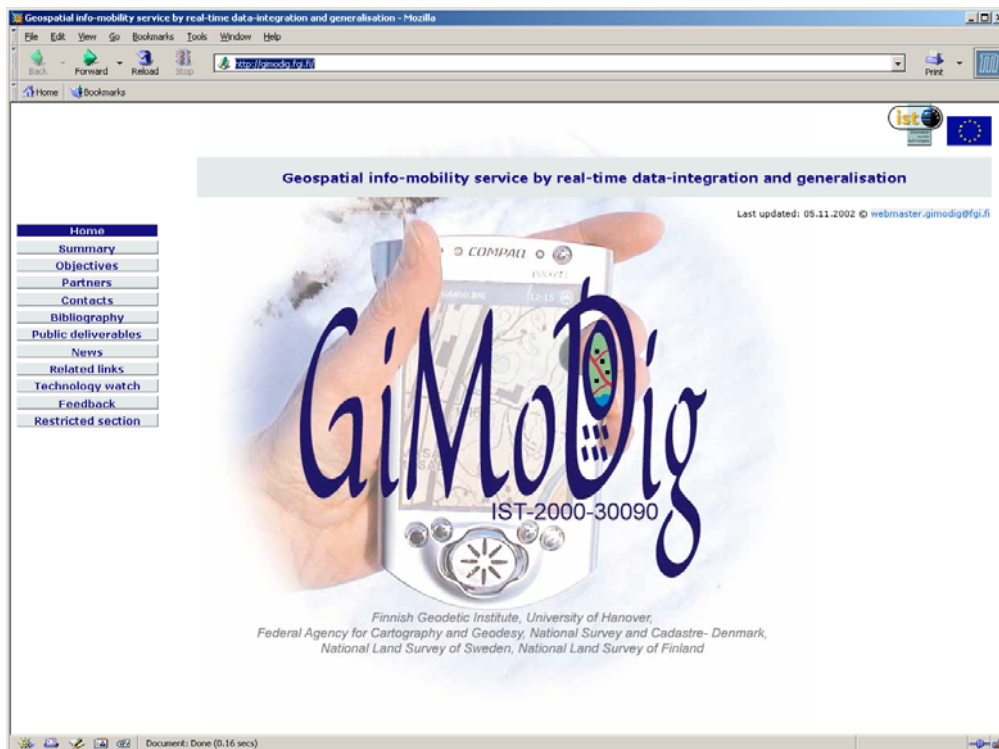 Geospatial info-mobility service by real-time data-integration and generalisation - Mozilla
File Edit View Go Bookmarks Tools Window Help
Back Forward Reload Stop
http://gimodig.fgi.fi/
Print
Home Bookmarks
ist
Geospatial info-mobility service by real-time data-integration and generalisation
Last updated: 05.11.2002 © webmaster.gimodig@fgi.fi
Home
Summary
Objectives
Partners
Contacts
Bibliography
Public deliverables
News
Related links
Technology watch
Feedback
Restricted section
COMPAQ
12:15
GiMoDig
IST-2000-30090
Finnish Geodetic Institute, University of Hanover,
Federal Agency for Cartography and Geodesy, National Survey and Cadastre- Denmark,
National Land Survey of Sweden, National Land Survey of Finland
Document: Done (0.16 secs)